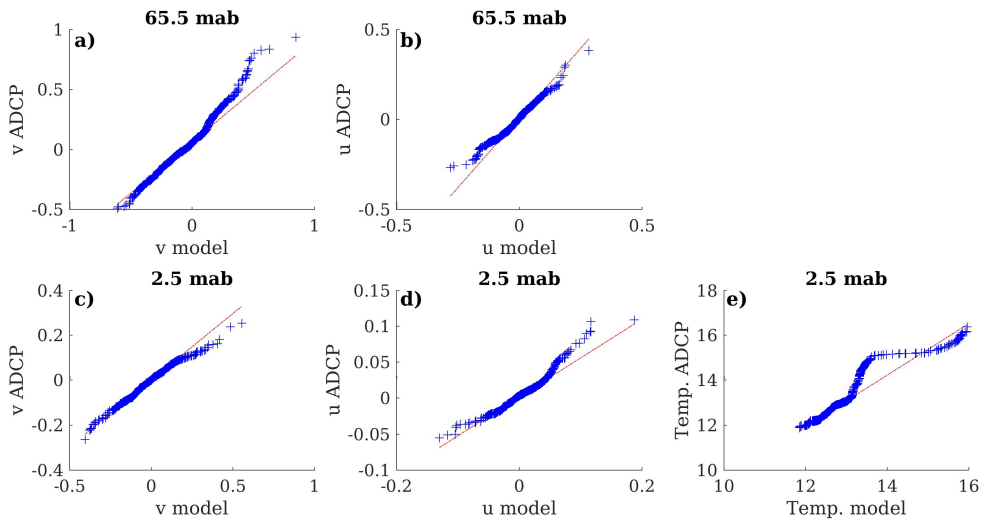 65.5 mab
a)
1
0.5
0
-0.5
v ADCP
-1
0
1
v model
65.5 mab
b)
0.5
0
-0.5
u ADCP
-0.5
0
0.5
u model
2.5 mab
c)
0.4
0.2
0
-0.2
-0.4
v ADCP
-0.5
0
0.5
1
v model
2.5 mab
d)
0.15
0.1
0.05
0
-0.05
-0.1
u ADCP
-0.2
0
0.2
u model
2.5 mab
e)
18
16
14
12
10
Temp. ADCP
10
12
14
16
Temp. model